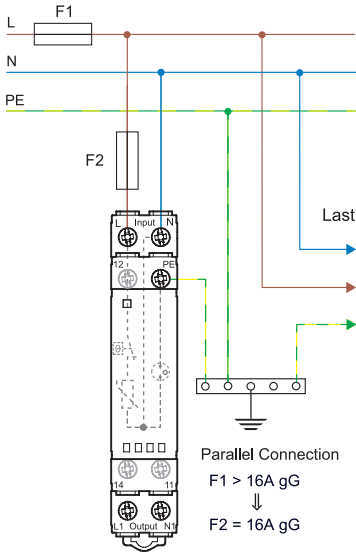 F1
L
N
PE
F2
L Input N
Last
12 PE
14 11
L1 Output N1
Parallel Connection
F1 > 16A gG
⇓
F2 = 16A gG